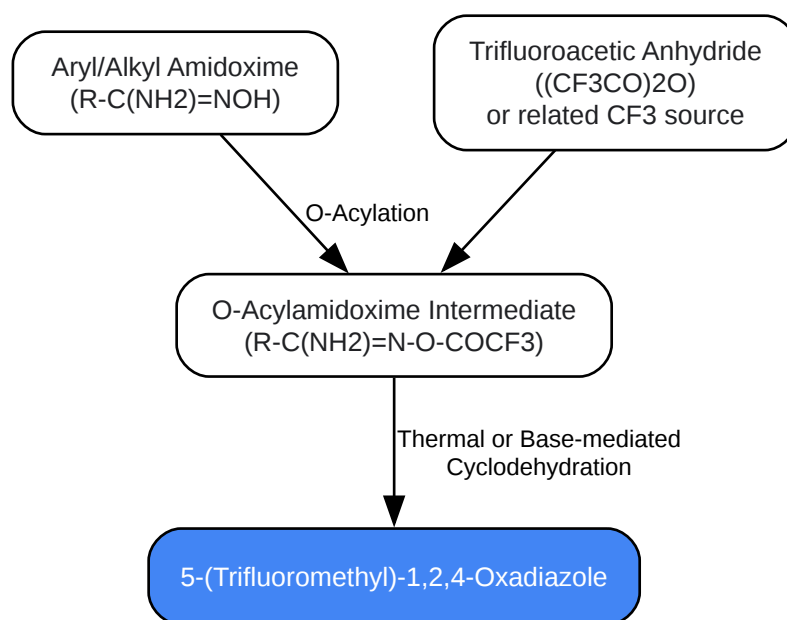 Aryl/Alkyl Amidoxime
(R-C(NH2)=NOH)
Trifluoroacetic Anhydride
((CF3CO)2O)
or related CF3 source
O-Acylation
O-Acylamidoxime Intermediate
(R-C(NH2)=N-O-COCF3)
Thermal or Base-mediated
Cyclodehydration
5-(Trifluoromethyl)-1,2,4-Oxadiazole